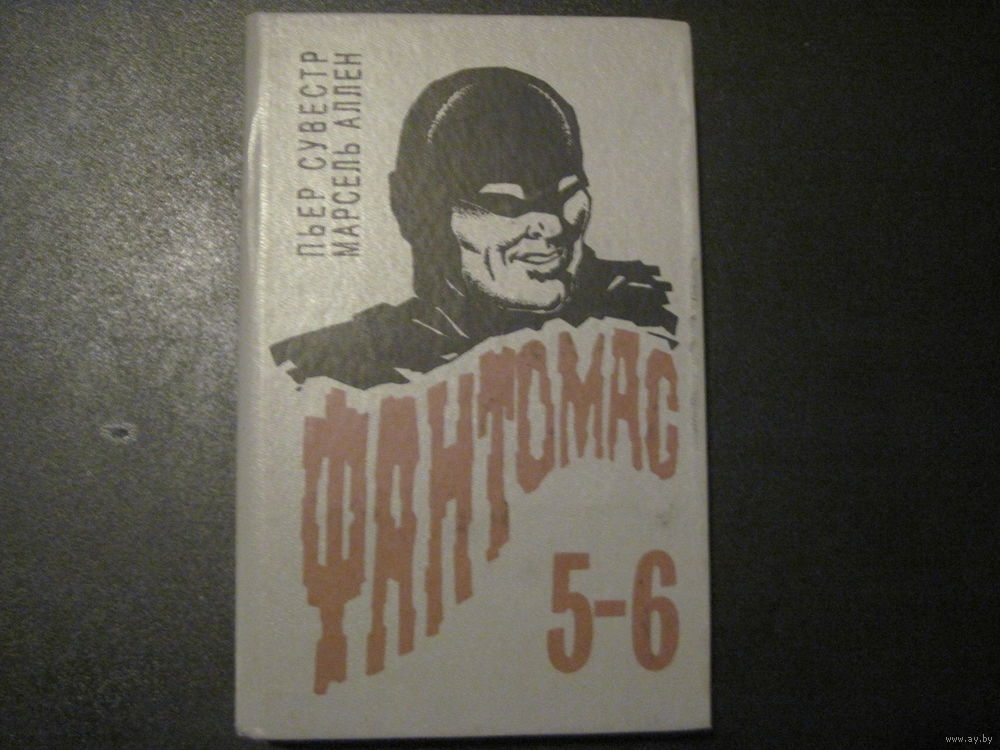 ПЬЕР СУВЕСТР
МАРСЕЛЬ АЛЛЕН
ФАНТОМАС
5-6
www.ay.by